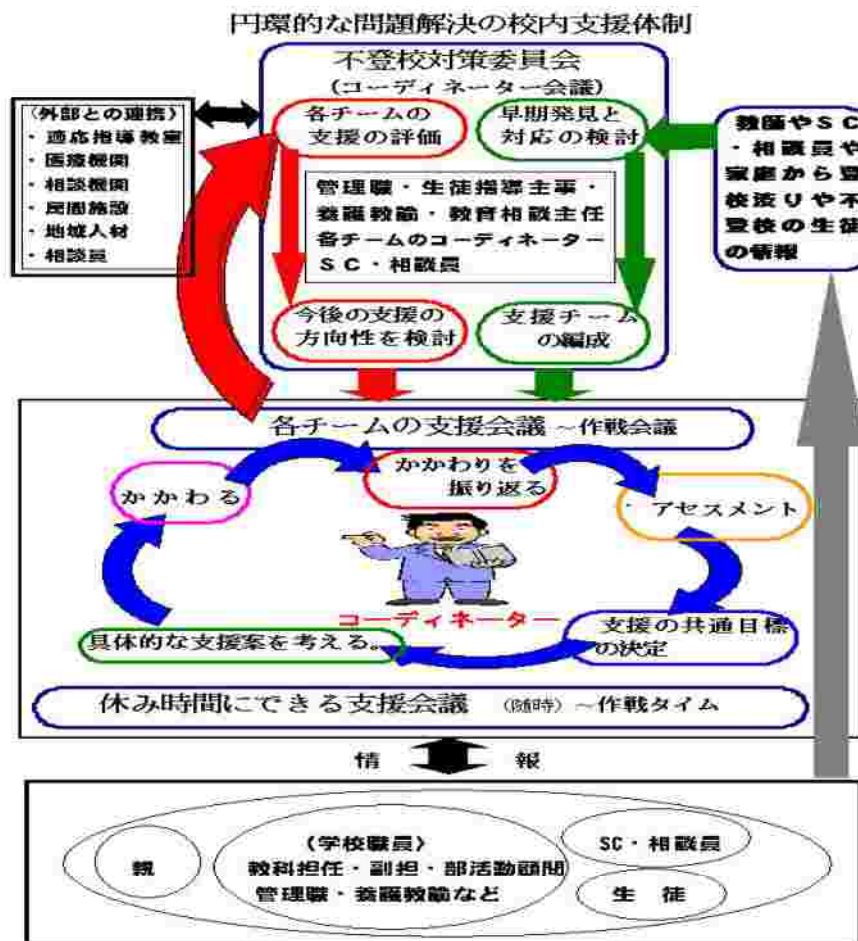 円環的な問題解決の校内支援体制
不登校対策委員会
(コーディネーター会議)
(外部との連携)
・適応指導教室
・医療機関
・相談機関
・民間施設
・地域人材
・相談員
各チームの
支援の評価
早期発見と
対応の検討
教師やSC
・相談員や
家庭から登
校渋りや不
登校の生徒
の情報
管理職・生徒指導主事・
養護教諭・教育相談主任
各チームのコーディネーター
SC・相談員
今後の支援の
方向性を検討
支援チーム
の編成
各チームの支援会議~作戦会議
かかわる
かかわりを
振り返る
・アセスメント
コーディネーター
具体的な支援案を考える。
支援の共通目標
の決定
休み時間にできる支援会議 (随時)~作戦タイム
情 報
親
(学校職員)
教科担任・副担・部活動顧問
管理職・養護教諭など
SC・相談員
生 徒